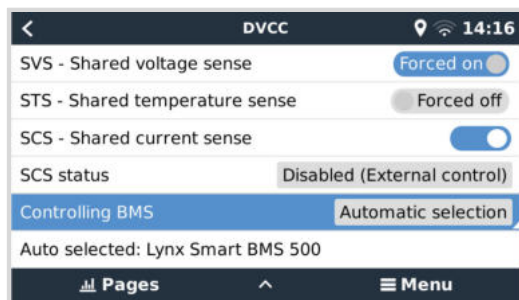 DVCC 14:16
SVS - Shared voltage sense Forced on
STS - Shared temperature sense Forced off
SCS - Shared current sense
SCS status Disabled (External control)
Controlling BMS Automatic selection
Auto selected: Lynx Smart BMS 500
Pages Menu